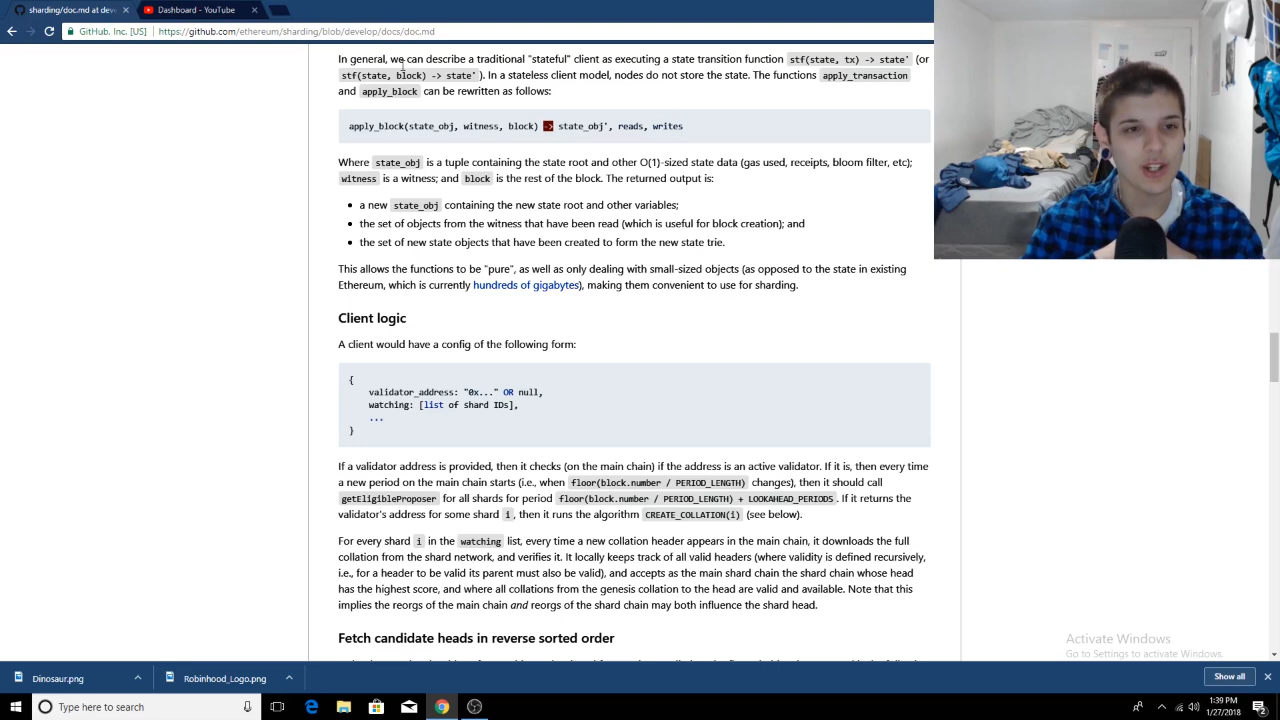 sharding/doc.md at deve
Dashboard - YouTube
GitHub, Inc. [US] https://github.com/ethereum/sharding/blob/develop/docs/doc.md
In general, we can describe a traditional "stateful" client as executing a state transition function stf(state, tx) -> state' (or
stf(state, block) -> state' ). In a stateless client model, nodes do not store the state. The functions apply_transaction
and apply_block can be rewritten as follows:
apply_block(state_obj, witness, block) -> state_obj', reads, writes
Where state_obj is a tuple containing the state root and other O(1)-sized state data (gas used, receipts, bloom filter, etc);
witness is a witness; and block is the rest of the block. The returned output is:
• a new state_obj containing the new state root and other variables;
• the set of objects from the witness that have been read (which is useful for block creation); and
• the set of new state objects that have been created to form the new state trie.
This allows the functions to be "pure", as well as only dealing with small-sized objects (as opposed to the state in existing
Ethereum, which is currently hundreds of gigabytes), making them convenient to use for sharding.
Client logic
A client would have a config of the following form:
{
validator_address: "0x..." OR null,
watching: [list of shard IDs],
...
}
If a validator address is provided, then it checks (on the main chain) if the address is an active validator. If it is, then every time
a new period on the main chain starts (i.e., when floor(block.number / PERIOD_LENGTH) changes), then it should call
getEligibleProposer for all shards for period floor(block.number / PERIOD_LENGTH) + LOOKAHEAD_PERIODS . If it returns the
validator's address for some shard i , then it runs the algorithm CREATE_COLLATION(i) (see below).
For every shard i in the watching list, every time a new collation header appears in the main chain, it downloads the full
collation from the shard network, and verifies it. It locally keeps track of all valid headers (where validity is defined recursively,
i.e., for a header to be valid its parent must also be valid), and accepts as the main shard chain the shard chain whose head
has the highest score, and where all collations from the genesis collation to the head are valid and available. Note that this
implies the reorgs of the main chain and reorgs of the shard chain may both influence the shard head.
Fetch candidate heads in reverse sorted order
Activate Windows
Go to Settings to activate Windows.
Dinosaur.png
Robinhood_Logo.png
Show all
Type here to search
1:39 PM
1/27/2018
2